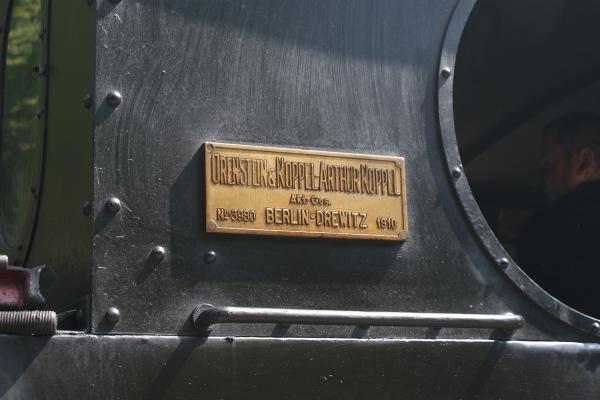 ORENSTEIN & KOPPEL-ARTHUR KOPPEL
Akt-Ges.
No 3980 BERLIN-DREWITZ 1910